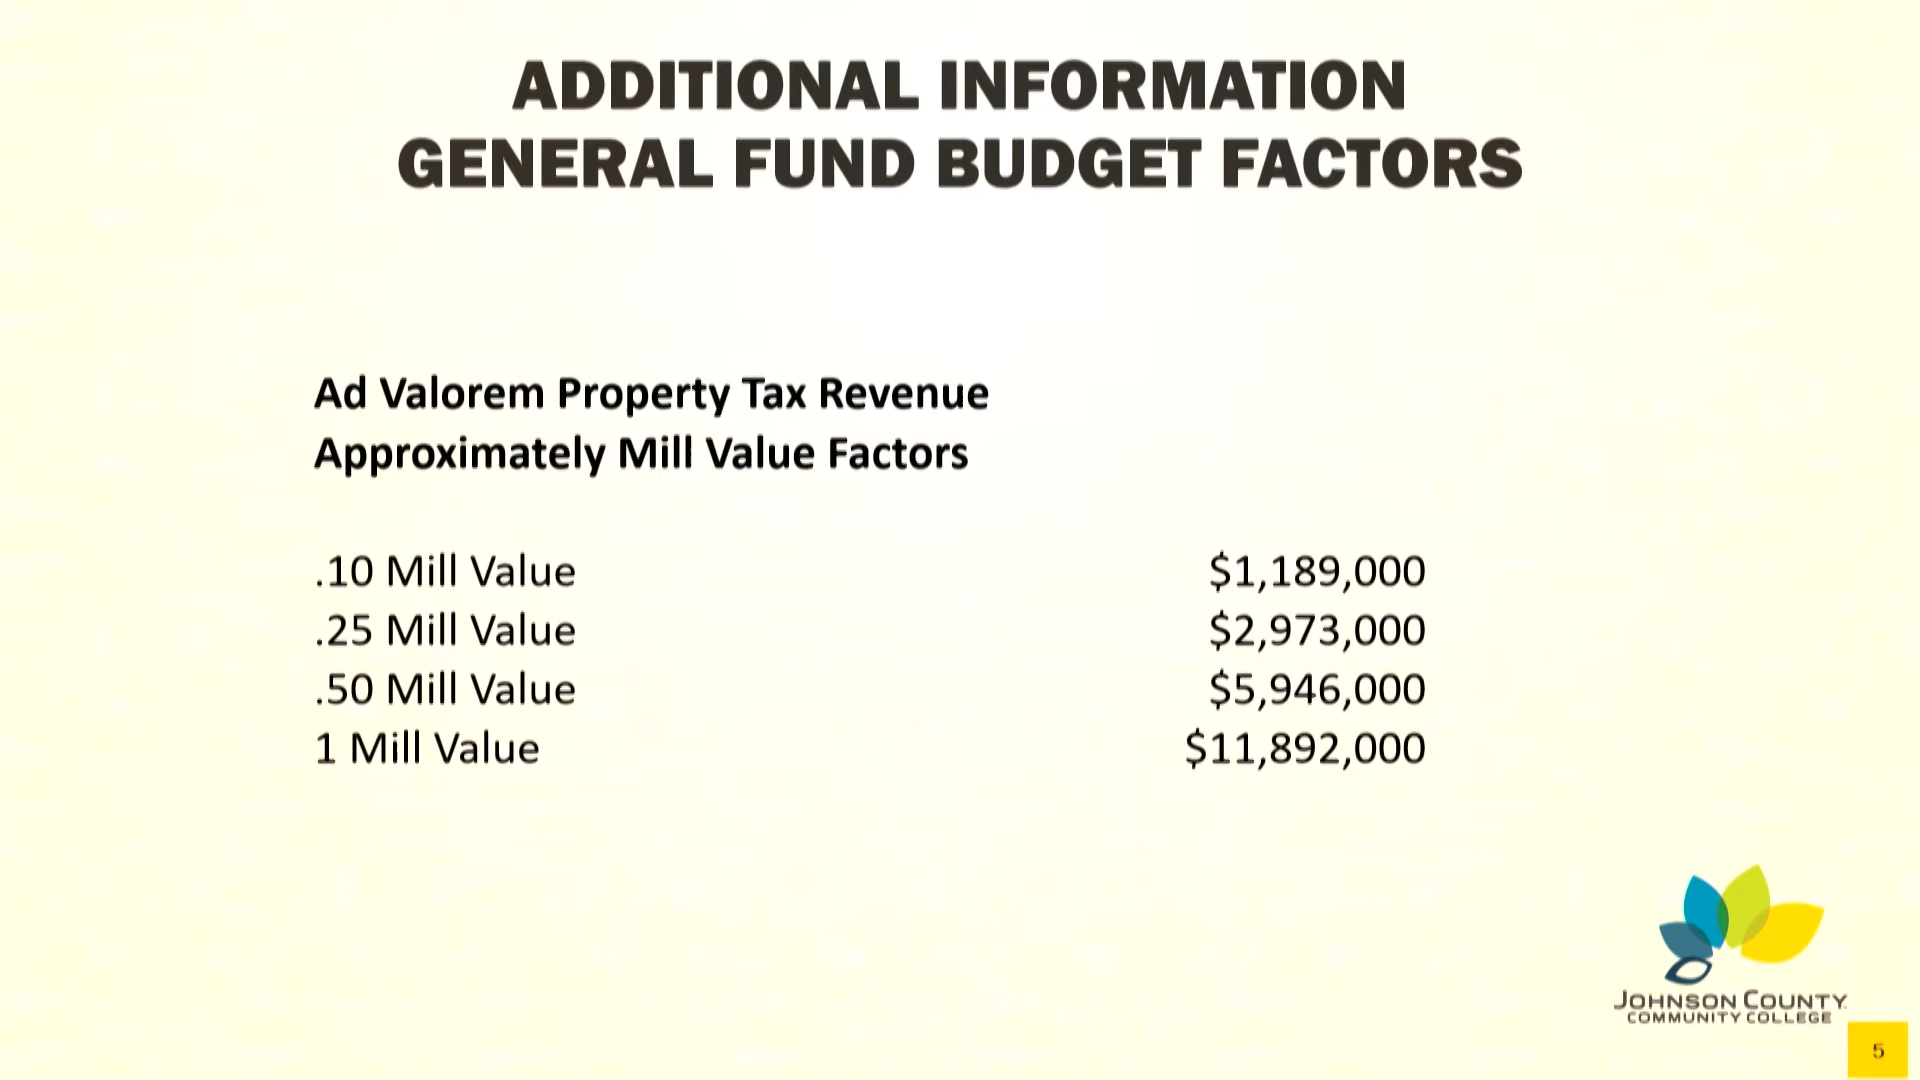 ADDITIONAL INFORMATION
GENERAL FUND BUDGET FACTORS
Ad Valorem Property Tax Revenue
Approximately Mill Value Factors
.10 Mill Value $1,189,000
.25 Mill Value $2,973,000
.50 Mill Value $5,946,000
1 Mill Value $11,892,000
JOHNSON COUNTY
COMMUNITY COLLEGE
5